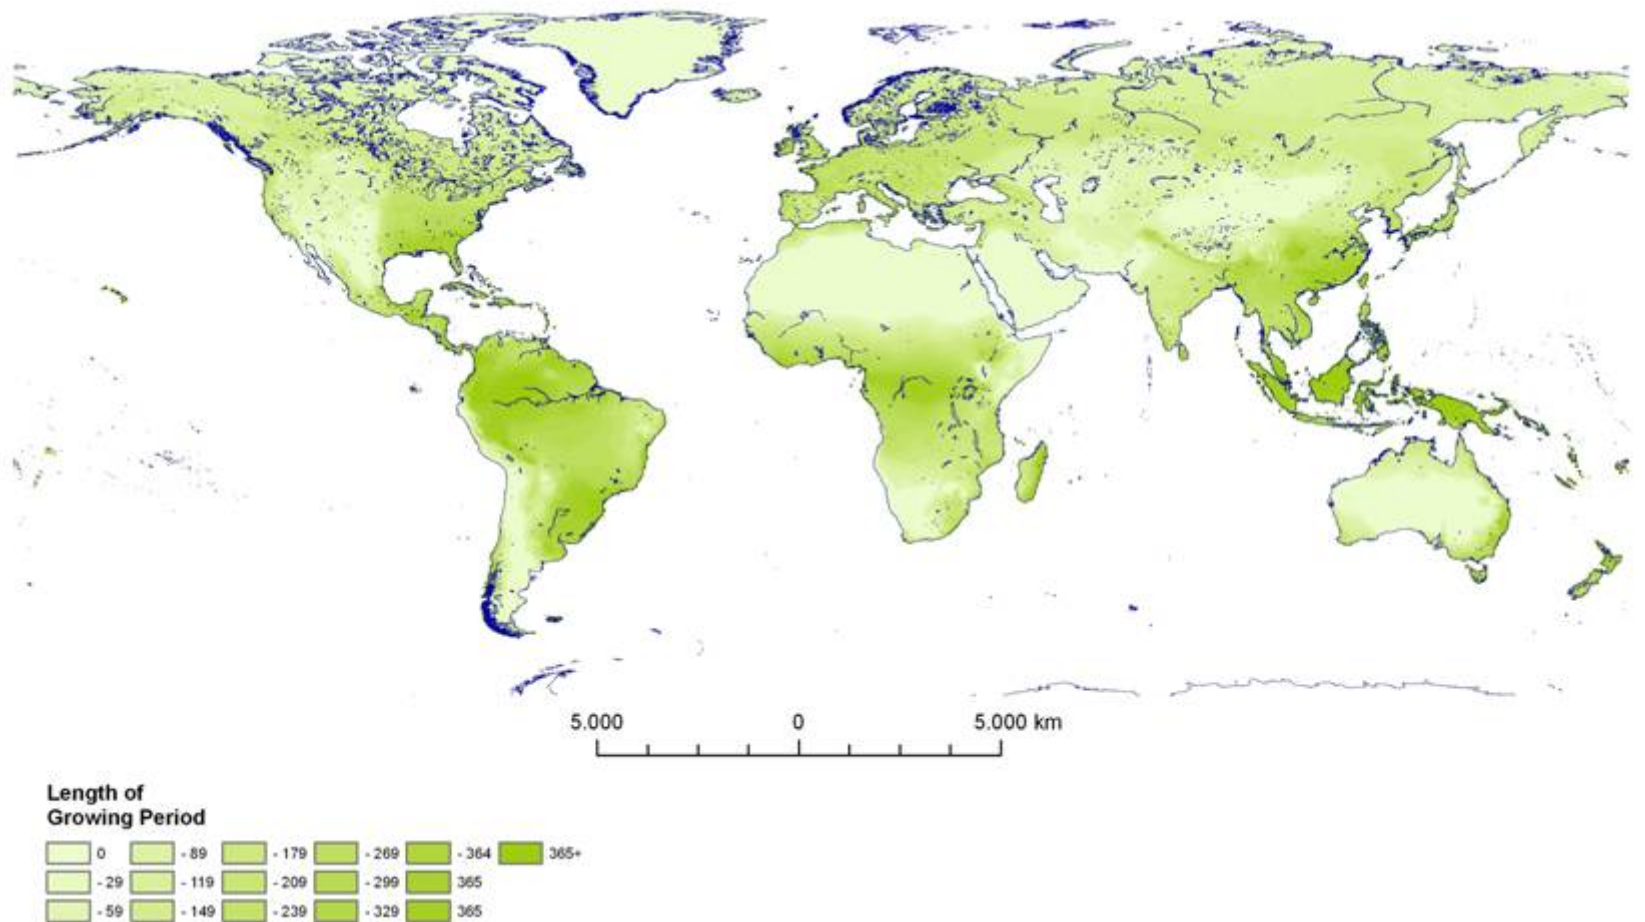 5.000 0 5.000 km
Length of
Growing Period
0 - 89 - 179 - 269 - 364 365+
- 29 - 119 - 209 - 299 365
- 59 - 149 - 239 - 329 365